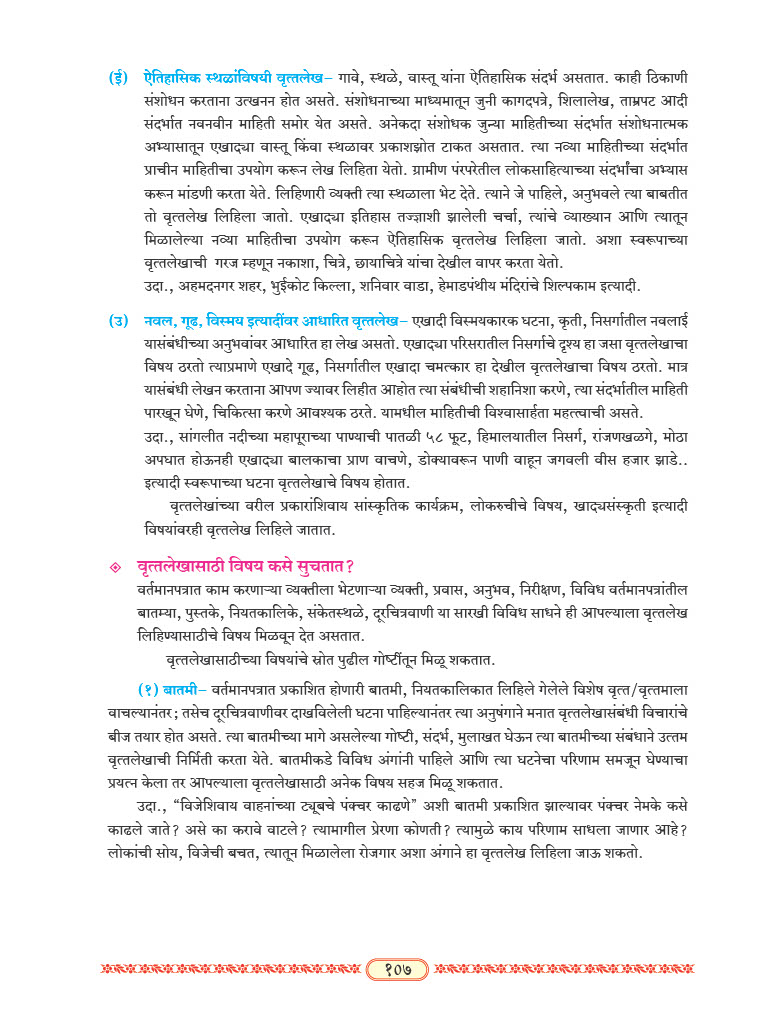 (ई) ऐतिहासिक स्थळांविषयी वृत्तलेख– गावे, स्थळे, वास्तू यांना ऐतिहासिक संदर्भ असतात. काही ठिकाणी
संशोधन करताना उत्खनन होत असते. संशोधनाच्या माध्यमातून जुनी कागदपत्रे, शिलालेख, ताम्रपट आदी
संदर्भात नवनवीन माहिती समोर येत असते. अनेकदा संशोधक जुन्या माहितीच्या संदर्भात संशोधनात्मक
अभ्यासातून एखाद्या वास्तू किंवा स्थळावर प्रकाशझोत टाकत असतात. त्या नव्या माहितीच्या संदर्भात
प्राचीन माहितीचा उपयोग करून लेख लिहिता येतो. ग्रामीण पंरपरेतील लोकसाहित्याच्या संदर्भांचा अभ्यास
करून मांडणी करता येते. लिहिणारी व्यक्ती त्या स्थळाला भेट देते. त्याने जे पाहिले, अनुभवले त्या बाबतीत
तो वृत्तलेख लिहिला जातो. एखाद्या इतिहास तज्ज्ञाशी झालेली चर्चा, त्यांचे व्याख्यान आणि त्यातून
मिळालेल्या नव्या माहितीचा उपयोग करून ऐतिहासिक वृत्तलेख लिहिला जातो. अशा स्वरूपाच्या
वृत्तलेखाची गरज म्हणून नकाशा, चित्रे, छायाचित्रे यांचा देखील वापर करता येतो.
उदा., अहमदनगर शहर, भुईकोट किल्ला, शनिवार वाडा, हेमाडपंथीय मंदिरांचे शिल्पकाम इत्यादी.
(उ) नवल, गूढ, विस्मय इत्यादींवर आधारित वृत्तलेख– एखादी विस्मयकारक घटना, कृती, निसर्गातील नवलाई
यासंबंधीच्या अनुभवांवर आधारित हा लेख असतो. एखाद्या परिसरातील निसर्गाचे दृश्य हा जसा वृत्तलेखाचा
विषय ठरतो त्याप्रमाणे एखादे गूढ, निसर्गातील एखादा चमत्कार हा देखील वृत्तलेखाचा विषय ठरतो. मात्र
यासंबंधी लेखन करताना आपण ज्यावर लिहीत आहोत त्या संबंधीची शहानिशा करणे, त्या संदर्भातील माहिती
पारखून घेणे, चिकित्सा करणे आवश्यक ठरते. यामधील माहितीची विश्वासार्हता महत्त्वाची असते.
उदा., सांगलीत नदीच्या महापूराच्या पाण्याची पातळी ५८ फूट, हिमालयातील निसर्ग, रांजणखळगे, मोठा
अपघात होऊनही एखाद्या बालकाचा प्राण वाचणे, डोक्यावरून पाणी वाहून जगवली वीस हजार झाडे..
इत्यादी स्वरूपाच्या घटना वृत्तलेखाचे विषय होतात.
वृत्तलेखांच्या वरील प्रकारांशिवाय सांस्कृतिक कार्यक्रम, लोकरुचीचे विषय, खाद्यसंस्कृती इत्यादी
विषयांवरही वृत्तलेख लिहिले जातात.
वृत्तलेखासाठी विषय कसे सुचतात?
वर्तमानपत्रात काम करणाऱ्या व्यक्तीला भेटणाऱ्या व्यक्ती, प्रवास, अनुभव, निरीक्षण, विविध वर्तमानपत्रांतील
बातम्या, पुस्तके, नियतकालिके, संकेतस्थळे, दूरचित्रवाणी या सारखी विविध साधने ही आपल्याला वृत्तलेख
लिहिण्यासाठीचे विषय मिळवून देत असतात.
वृत्तलेखासाठीच्या विषयांचे स्रोत पुढील गोष्टींतून मिळू शकतात.
(१) बातमी– वर्तमानपत्रात प्रकाशित होणारी बातमी, नियतकालिकात लिहिले गेलेले विशेष वृत्त/वृत्तमाला
वाचल्यानंतर; तसेच दूरचित्रवाणीवर दाखविलेली घटना पाहिल्यानंतर त्या अनुषंगाने मनात वृत्तलेखासंबंधी विचारांचे
बीज तयार होत असते. त्या बातमीच्या मागे असलेल्या गोष्टी, संदर्भ, मुलाखत घेऊन त्या बातमीच्या संबंधाने उत्तम
वृत्तलेखाची निर्मिती करता येते. बातमीकडे विविध अंगांनी पाहिले आणि त्या घटनेचा परिणाम समजून घेण्याचा
प्रयत्न केला तर आपल्याला वृत्तलेखासाठी अनेक विषय सहज मिळू शकतात.
उदा., “विजेशिवाय वाहनांच्या ट्यूबचे पंक्चर काढणे” अशी बातमी प्रकाशित झाल्यावर पंक्चर नेमके कसे
काढले जाते? असे का करावे वाटले? त्यामागील प्रेरणा कोणती? त्यामुळे काय परिणाम साधला जाणार आहे?
लोकांची सोय, विजेची बचत, त्यातून मिळालेला रोजगार अशा अंगाने हा वृत्तलेख लिहिला जाऊ शकतो.
१०७